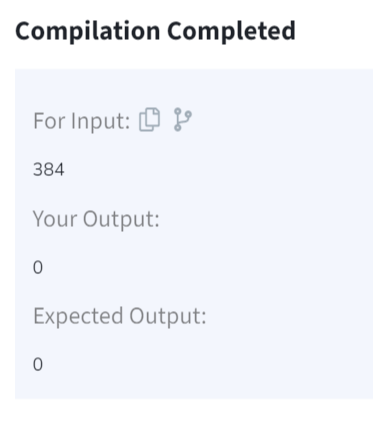 Compilation Completed
For Input:
384
Your Output:
0
Expected Output:
0